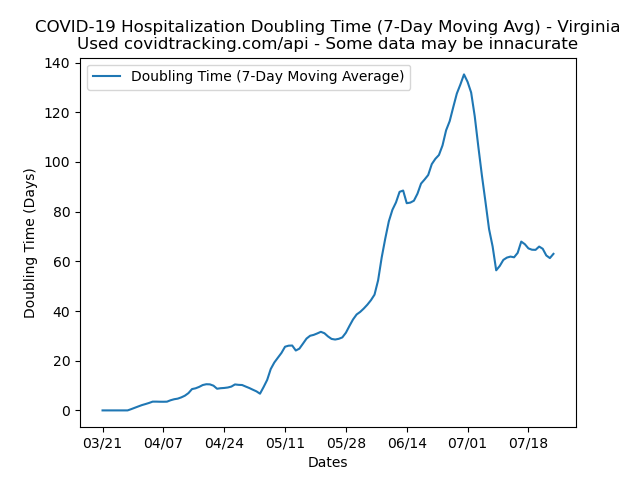 COVID-19 Hospitalization Doubling Time (7-Day Moving Avg) - Virginia
Used covidtracking.com/api - Some data may be innacurate
Doubling Time (7-Day Moving Average)
140
120
100
80
60
40
20
0
Doubling Time (Days)
03/21 04/07 04/24 05/11 05/28 06/14 07/01 07/18
Dates